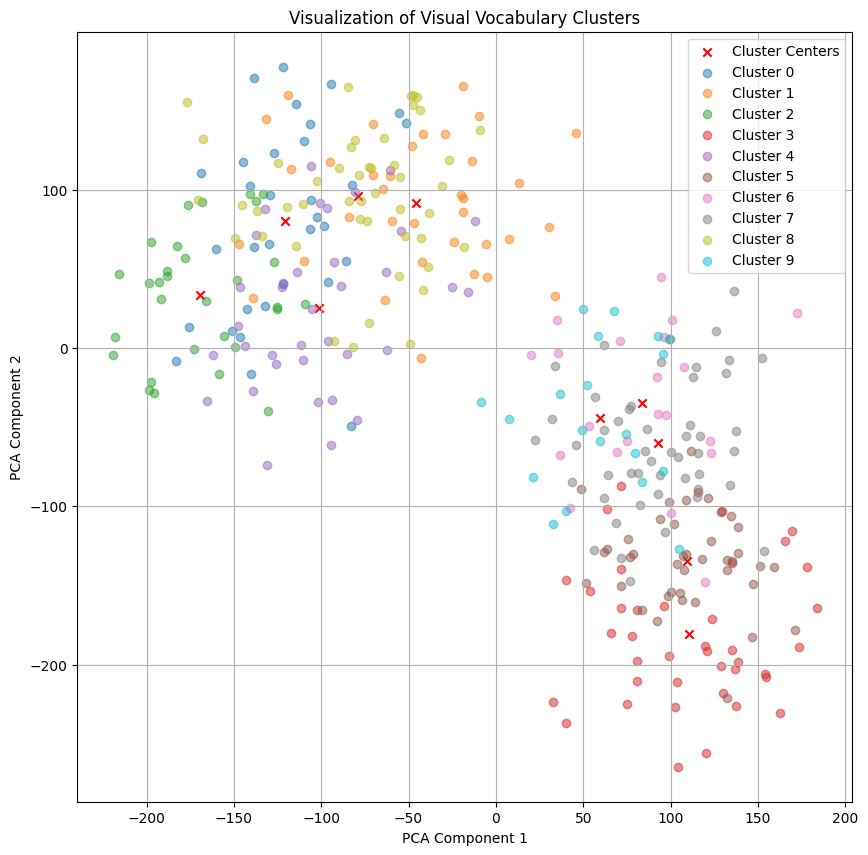 Visualization of Visual Vocabulary Clusters
Cluster Centers
Cluster 0
Cluster 1
Cluster 2
Cluster 3
Cluster 4
Cluster 5
Cluster 6
Cluster 7
Cluster 8
Cluster 9
PCA Component 2
100
0
−100
−200
−200
−150
−100
−50
0
50
100
150
200
PCA Component 1